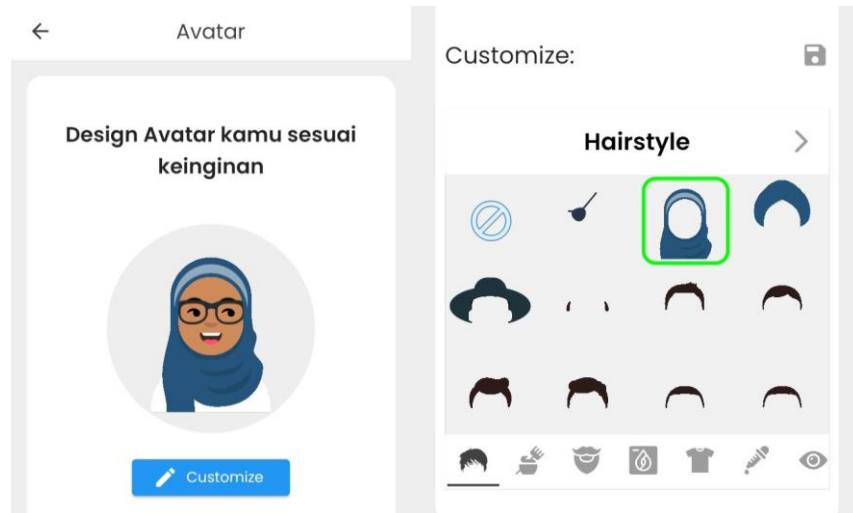 Avatar
Design Avatar kamu sesuai
keinginan
Customize
Customize:
Hairstyle